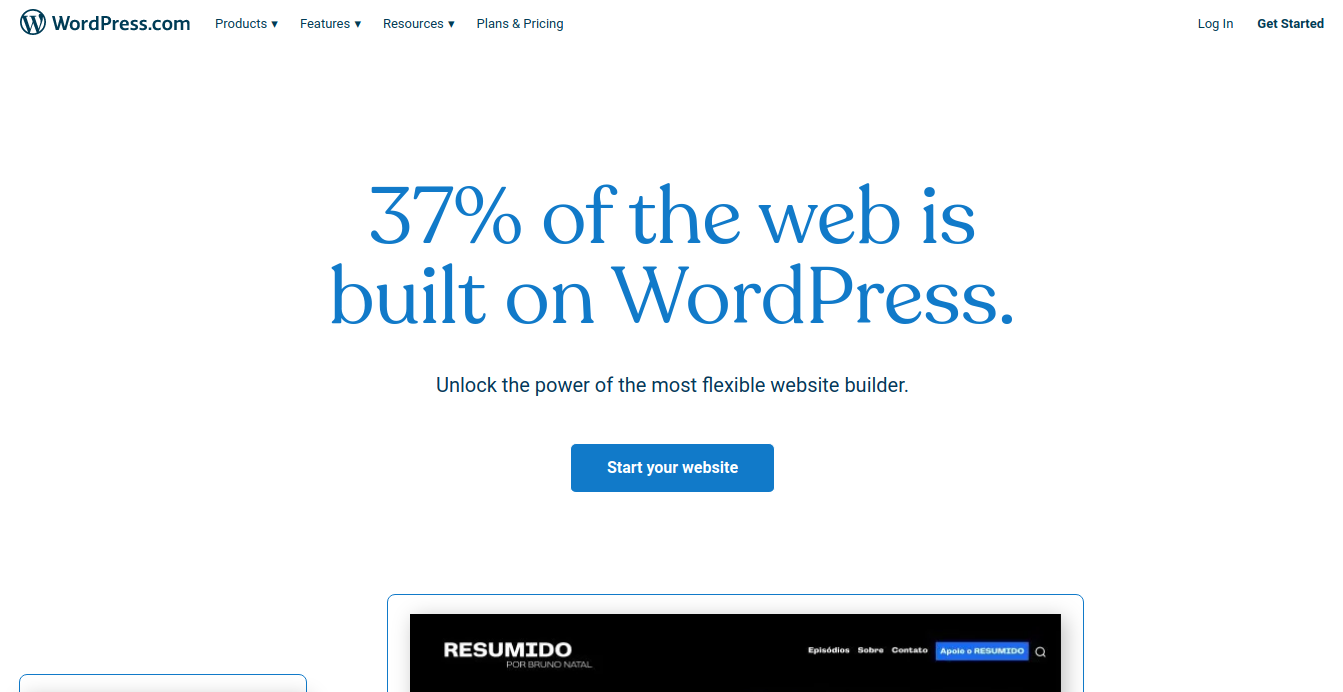 WordPress.com Products ▾ Features ▾ Resources ▾ Plans & Pricing Log In Get Started
37% of the web is
built on WordPress.
Unlock the power of the most flexible website builder.
Start your website
RESUMIDO Episódios Sobre Contato Apoie o RESUMIDO
POR BRUNO NATAL